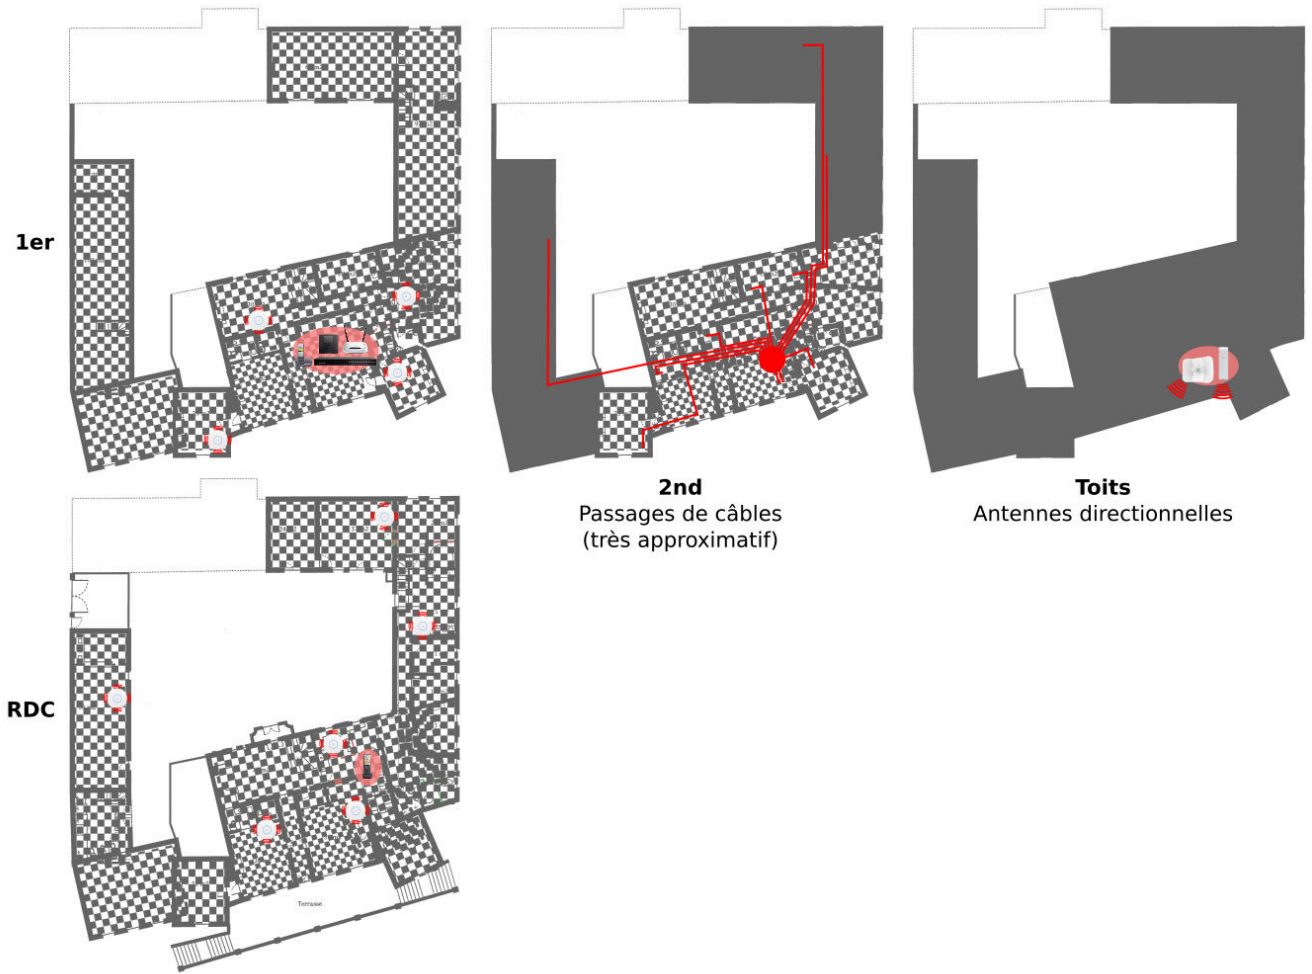 1er
2nd
Passages de câbles
(très approximatif)
Toits
Antennes directionnelles
RDC
Terrasse